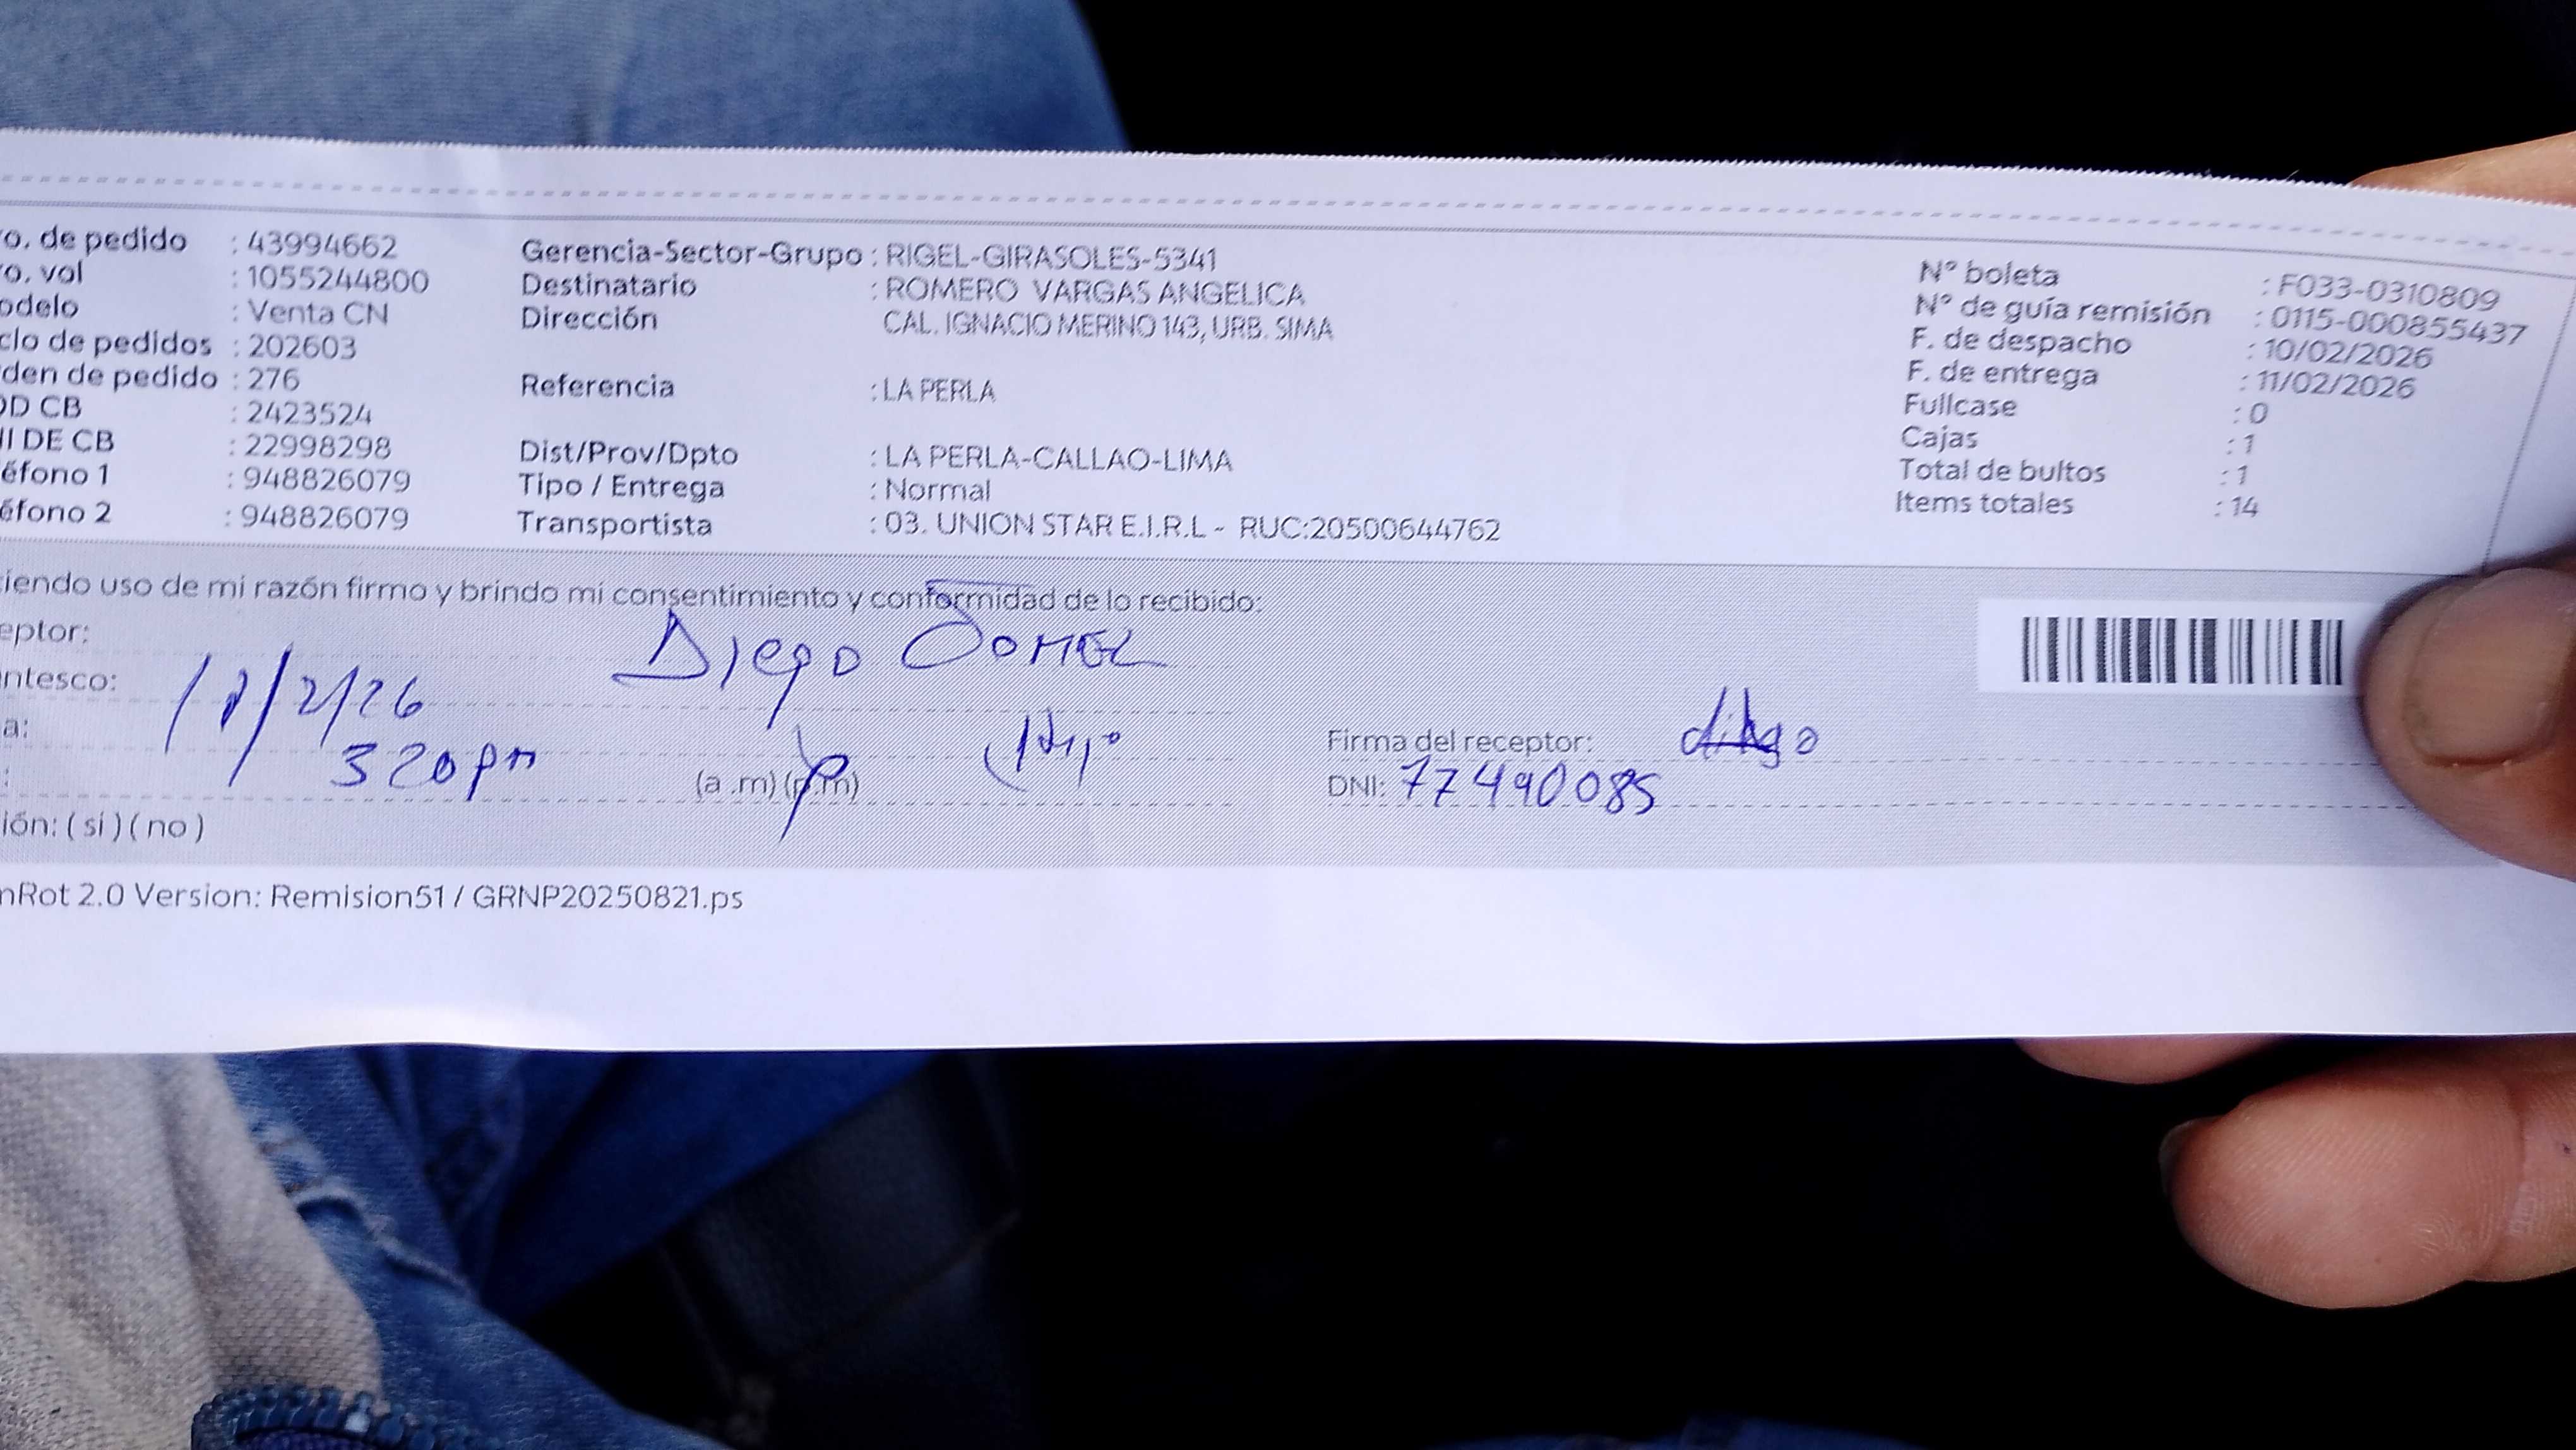 o. de pedido : 43994662
o. vol : 1055244800
odelo : Venta CN
clo de pedidos : 202603
den de pedido : 276
OD CB : 2423524
NI DE CB : 22998298
éfono 1 : 948826079
éfono 2 : 948826079
Gerencia-Sector-Grupo : RIGEL-GIRASOLES-5341
Destinatario : ROMERO VARGAS ANGELICA
Dirección CAL. IGNACIO MERINO 143, URB. SIMA
Referencia : LA PERLA
Dist/Prov/Dpto : LA PERLA-CALLAO-LIMA
Tipo / Entrega : Normal
Transportista : 03. UNION STAR E.I.R.L - RUC:20500644762
N° boleta : F033-0310809
N° de guía remisión : 0115-000855437
F. de despacho : 10/02/2026
F. de entrega : 11/02/2026
Fullcase : 0
Cajas : 1
Total de bultos : 1
Items totales : 14
iendo uso de mi razón firmo y brindo mi consentimiento y conformidad de lo recibido:
eptor: Diego Gomez
ntesco:
a: 11/2/26
: 320pm (a .m) (p.m) (Hijo
Firma del receptor: diego
DNI: 77490085
ión: ( sí ) ( no )
nRot 2.0 Version: Remision51 / GRNP20250821.ps